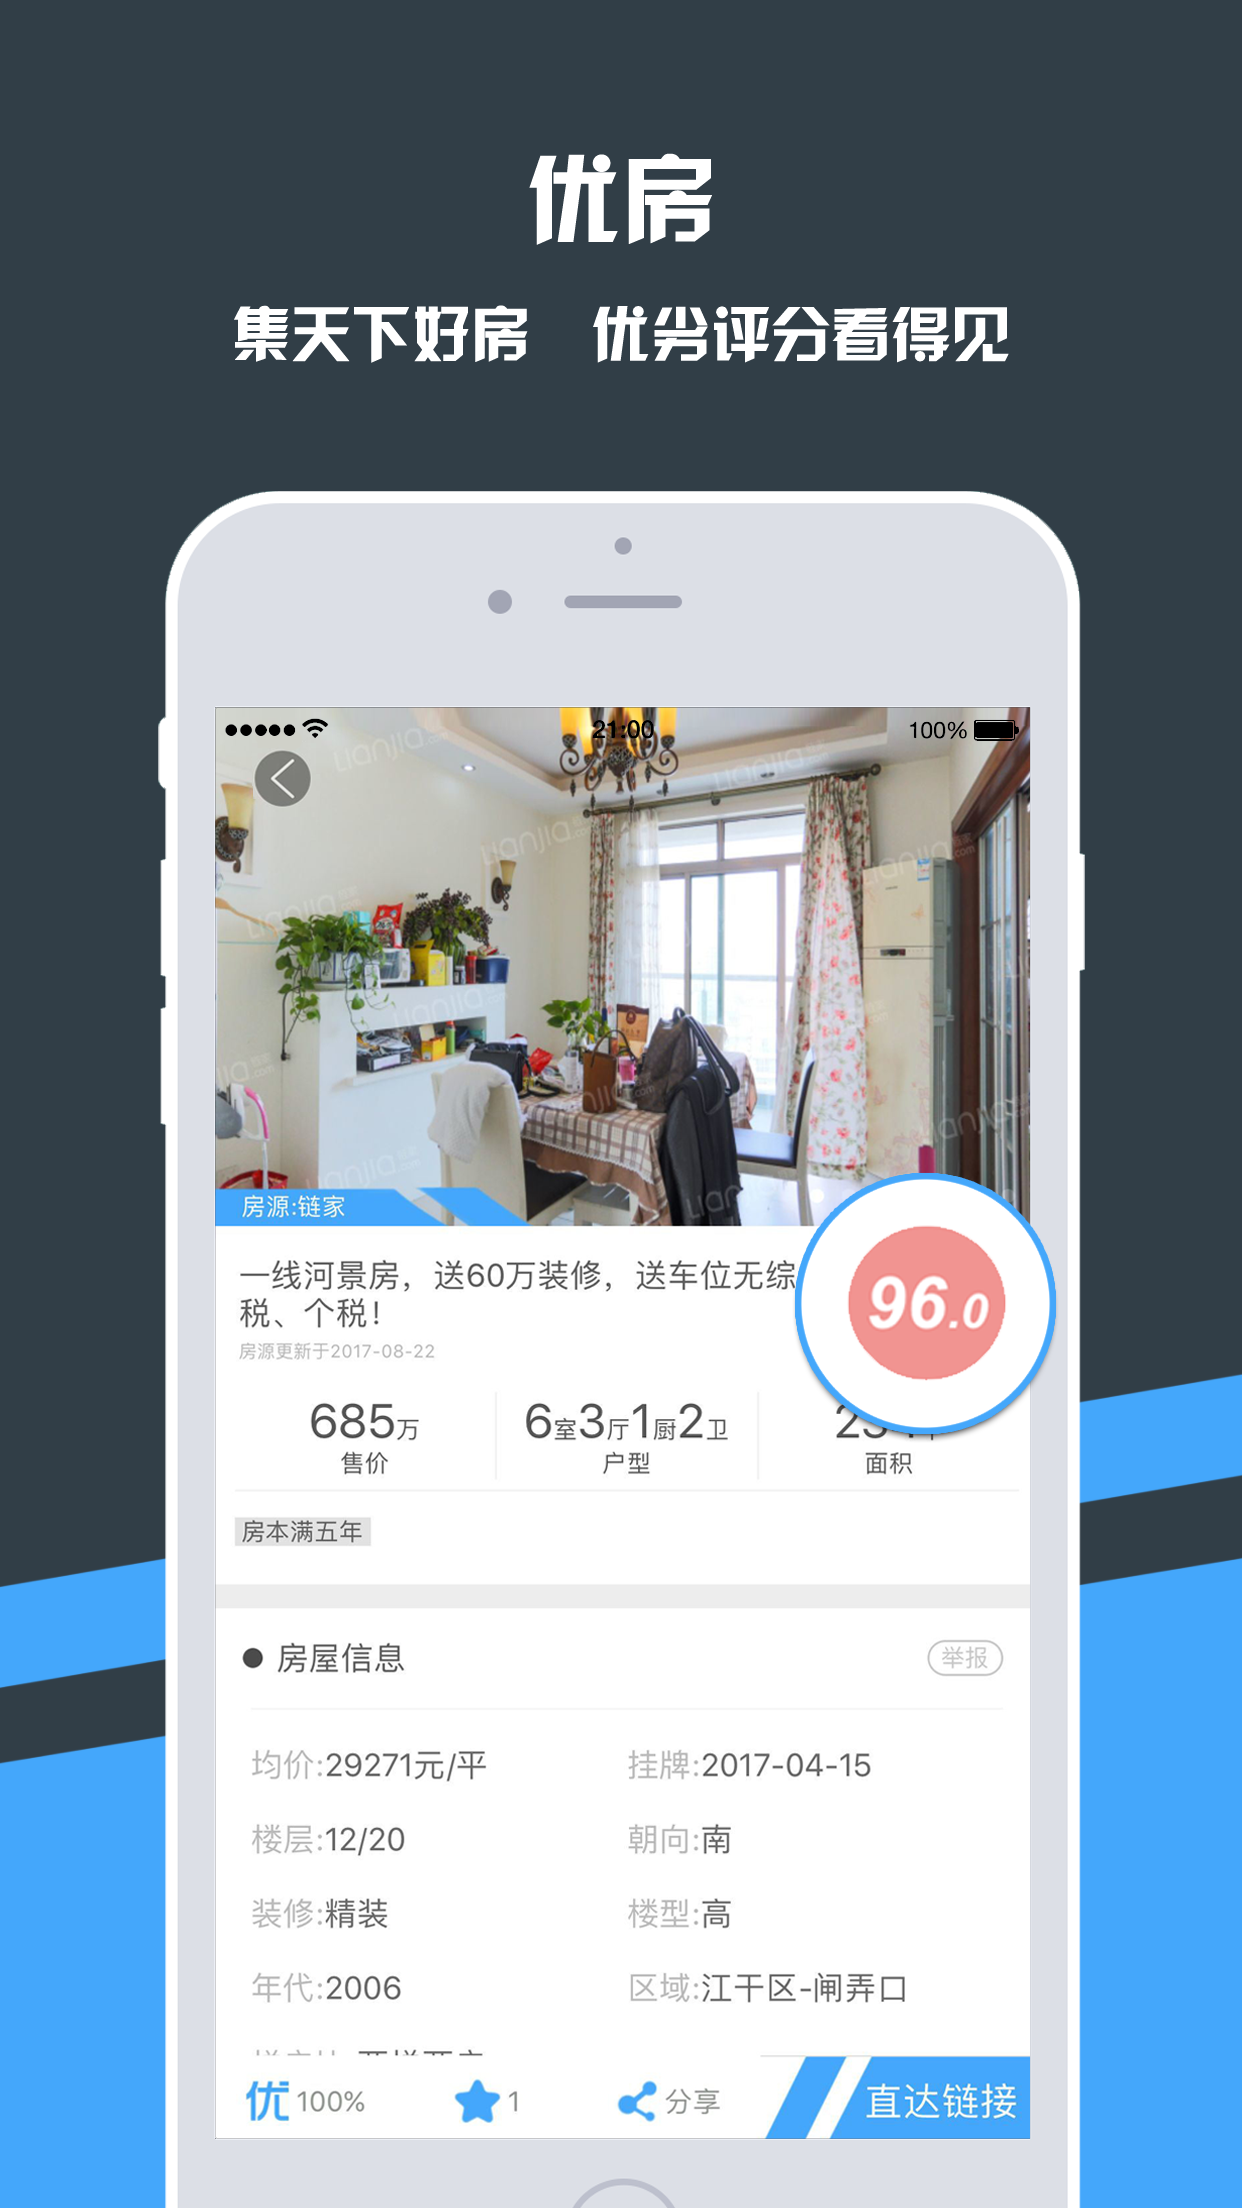 优房
集天下好房 优劣评分看得见
21:00
100%
房源:链家
一线河景房，送60万装修，送车位无综
税、个税！
96.0
房源更新于2017-08-22
685万
6室3厅1厨2卫
售价
户型
面积
房本满五年
房屋信息
举报
均价:29271元/平
挂牌:2017-04-15
楼层:12/20
朝向:南
装修:精装
楼型:高
年代:2006
区域:江干区-闸弄口
优 100%
1
分享
直达链接
lianjia.com